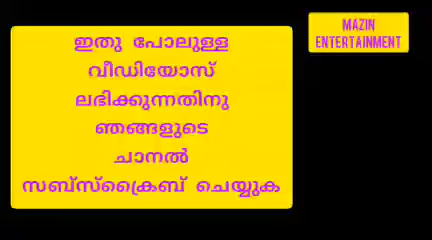 ഇതു പോലുള്ള
വീഡിയോസ്
ലഭിക്കുന്നതിനു
ഞങ്ങളുടെ
ചാനൽ
സബ്സ്ക്രൈബ് ചെയ്യുക
MAZIN
ENTERTAINMENT